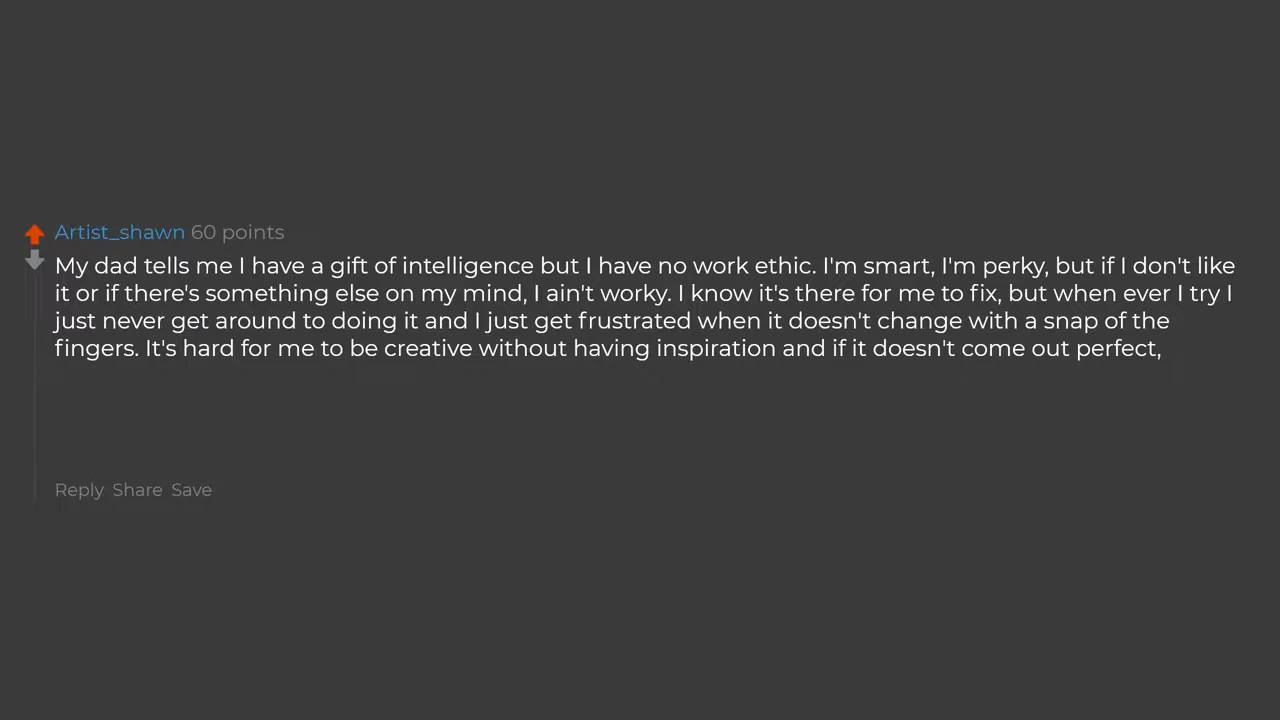 Artist_shawn 60 points
My dad tells me I have a gift of intelligence but I have no work ethic. I'm smart, I'm perky, but if I don't like
it or if there's something else on my mind, I ain't worky. I know it's there for me to fix, but when ever I try I
just never get around to doing it and I just get frustrated when it doesn't change with a snap of the
fingers. It's hard for me to be creative without having inspiration and if it doesn't come out perfect,
Reply Share Save